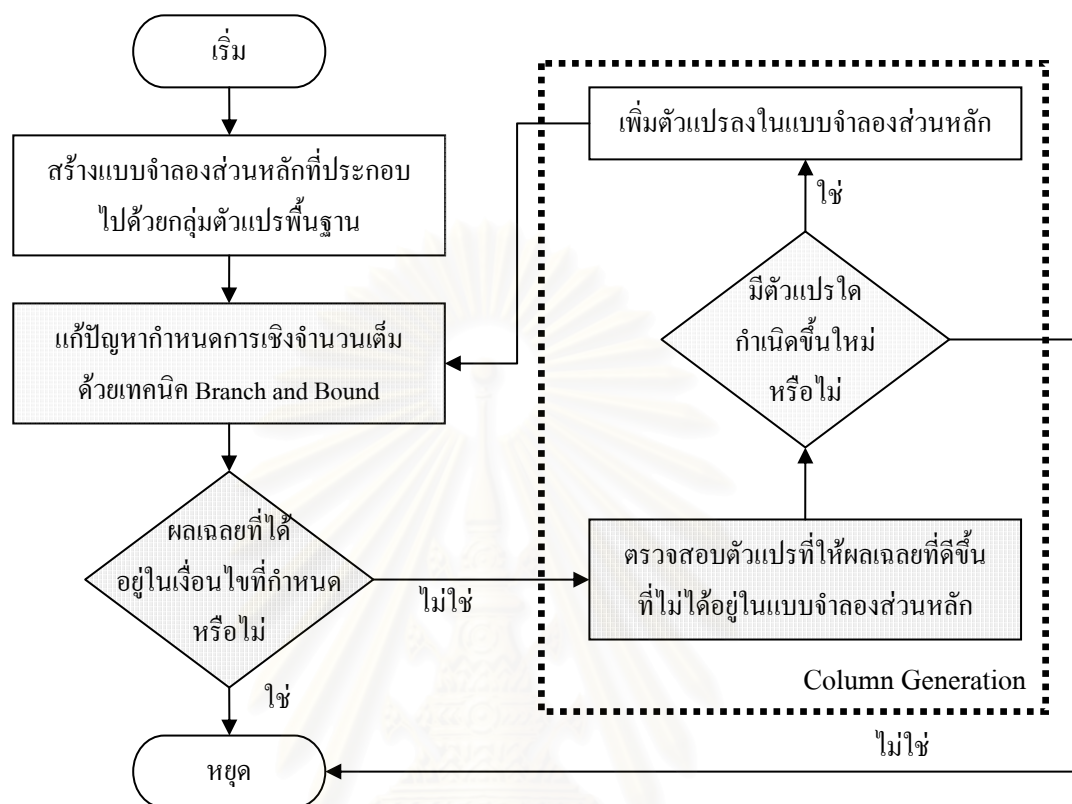 เริ่ม
สร้างแบบจำลองส่วนหลักที่ประกอบ
ไปด้วยกลุ่มตัวแปรพื้นฐาน
แก้ปัญหากำหนดการเชิงจำนวนเต็ม
ด้วยเทคนิค Branch and Bound
ผลเฉลยที่ได้
อยู่ในเงื่อนไขที่กำหนด
หรือไม่
ไม่ใช่
ใช่
หยุด
เพิ่มตัวแปรลงในแบบจำลองส่วนหลัก
ใช่
มีตัวแปรใด
กำเนิดขึ้นใหม่
หรือไม่
ตรวจสอบตัวแปรที่ให้ผลเฉลยที่ดีขึ้น
ที่ไม่ได้อยู่ในแบบจำลองส่วนหลัก
Column Generation
ไม่ใช่